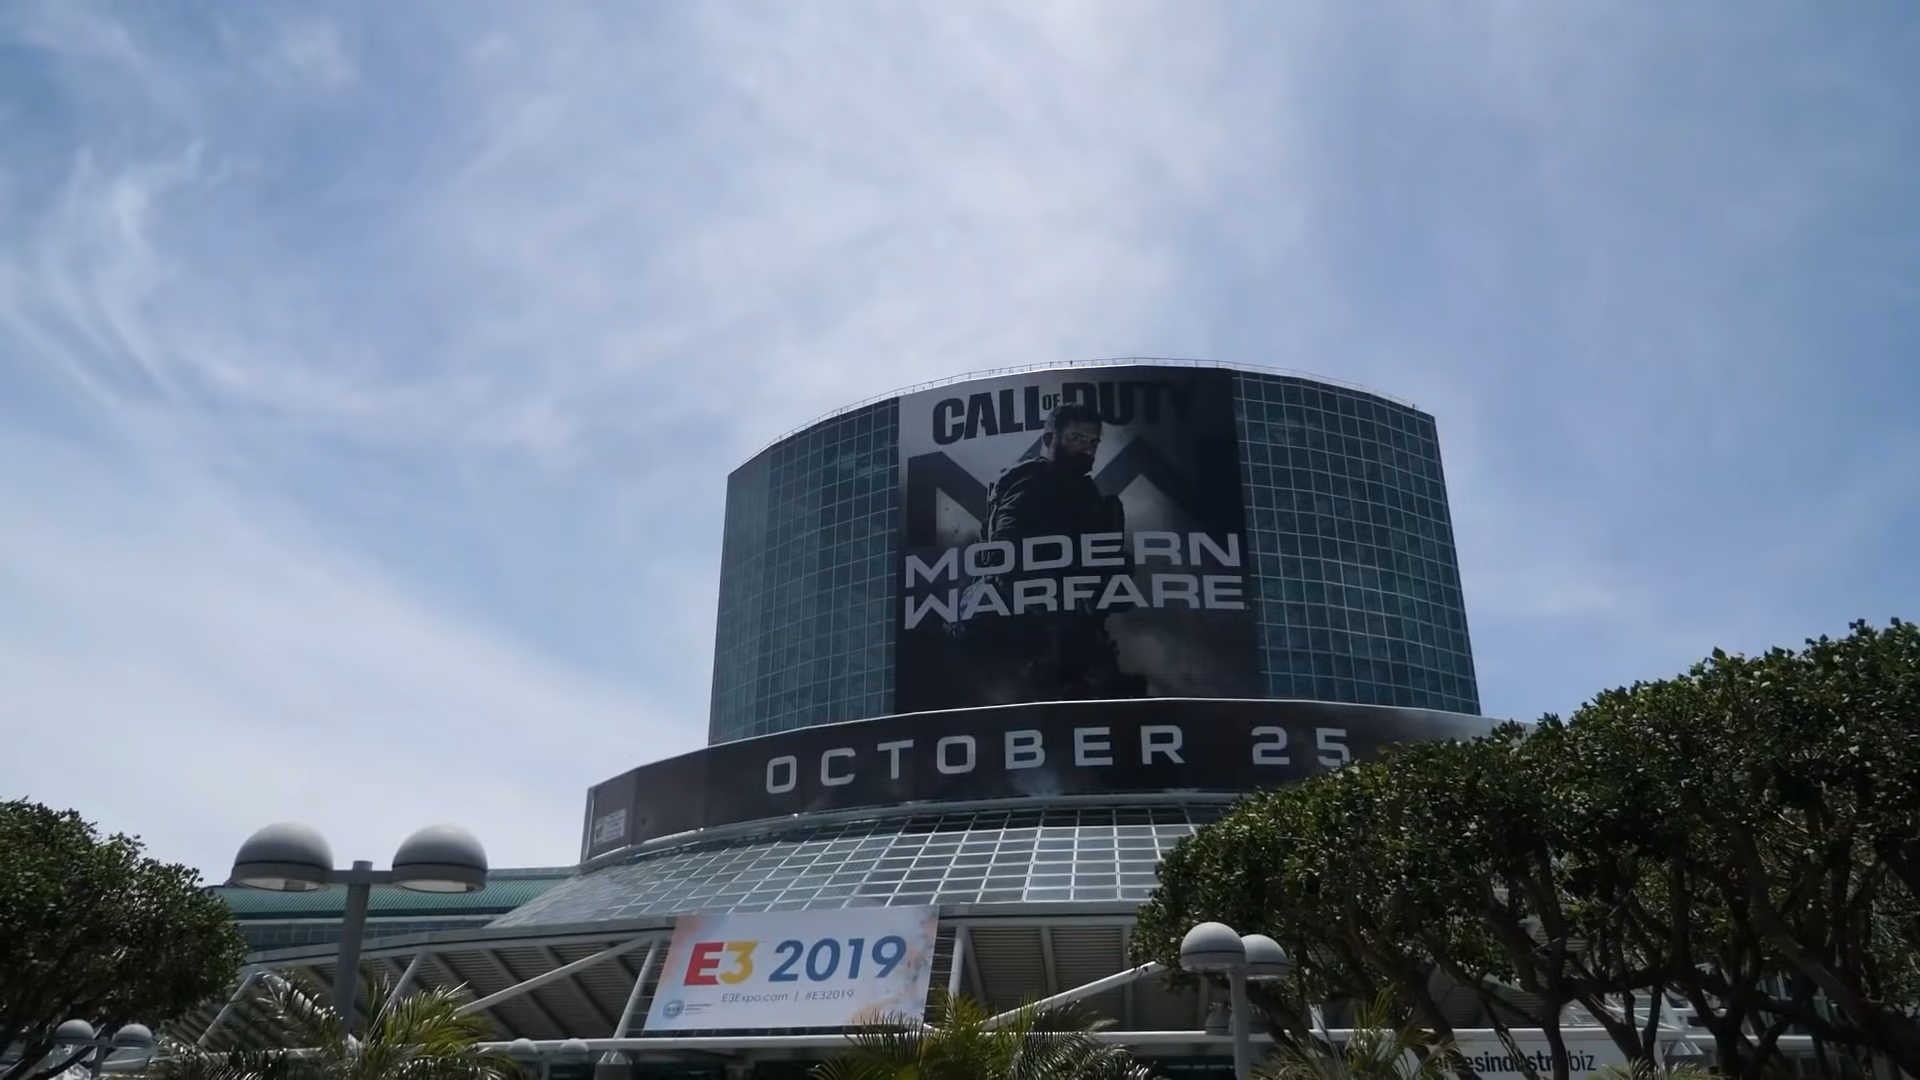 CALL OF DUTY
MODERN
WARFARE
OCTOBER 25
E3 2019
E3Expo.com | #E32019